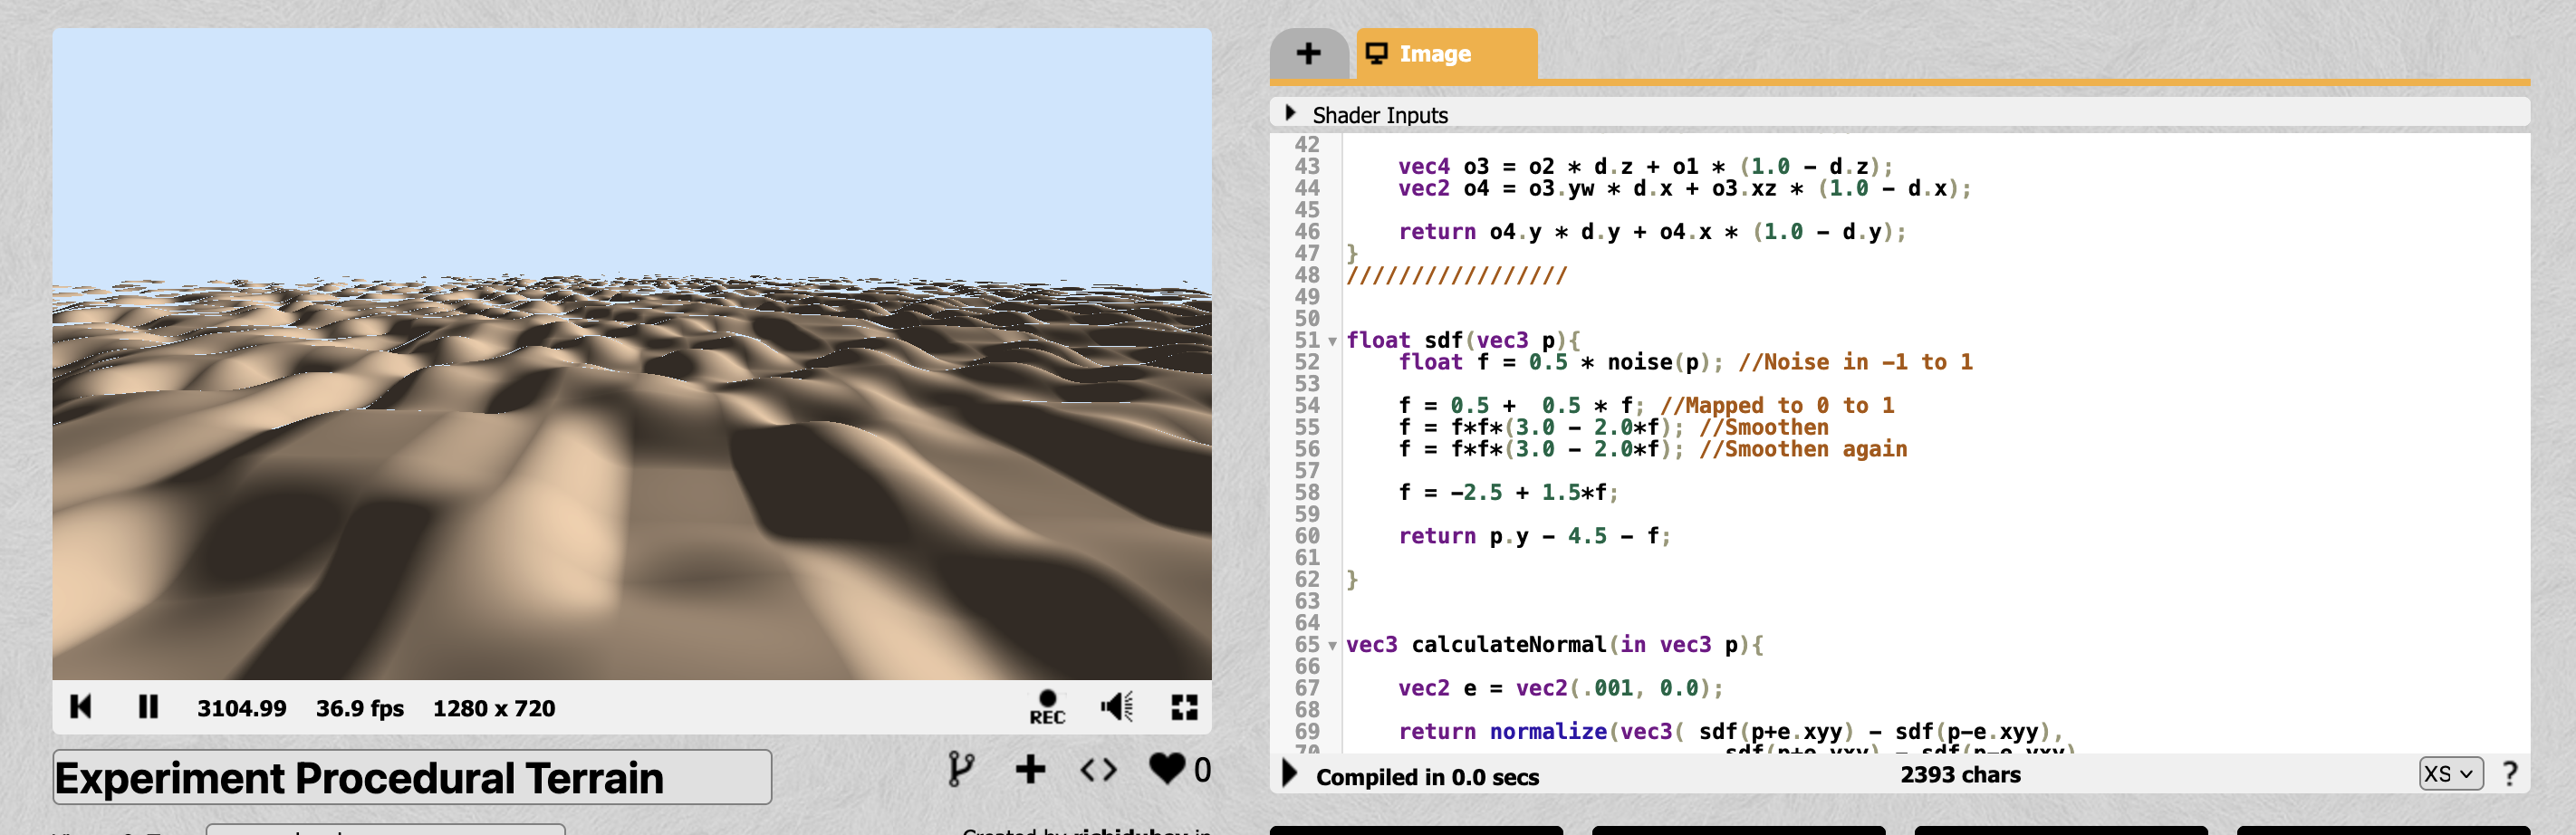 3104.99 36.9 fps 1280 x 720
REC
Experiment Procedural Terrain
0
Image
Shader Inputs
42
43 vec4 o3 = o2 * d.z + o1 * (1.0 - d.z);
44 vec2 o4 = o3.yw * d.x + o3.xz * (1.0 - d.x);
45
46 return o4.y * d.y + o4.x * (1.0 - d.y);
47 }
48 /////////////////
49
50
51 float sdf(vec3 p){
52 float f = 0.5 * noise(p); //Noise in -1 to 1
53
54 f = 0.5 + 0.5 * f; //Mapped to 0 to 1
55 f = f*f*(3.0 - 2.0*f); //Smoothen
56 f = f*f*(3.0 - 2.0*f); //Smoothen again
57
58 f = -2.5 + 1.5*f;
59
60 return p.y - 4.5 - f;
61
62 }
63
64
65 vec3 calculateNormal(in vec3 p){
66
67 vec2 e = vec2(.001, 0.0);
68
69 return normalize(vec3( sdf(p+e.xyy) - sdf(p-e.xyy),
70 sdf(p+e.yxy) - sdf(p-e.yxy)
Compiled in 0.0 secs 2393 chars XS ?